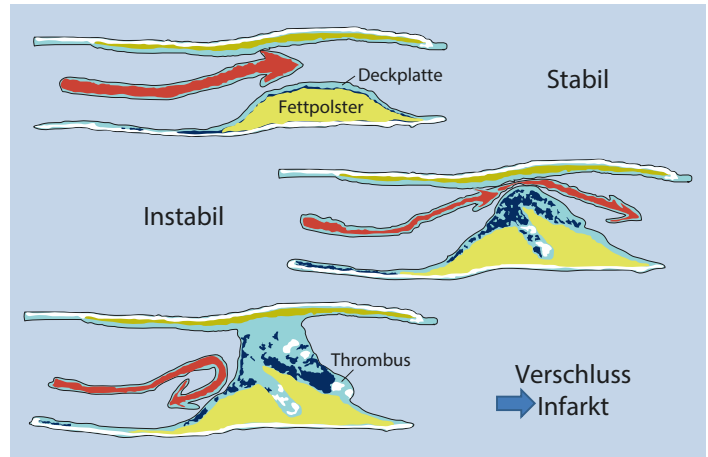 Deckplatte
Stabil
Fettpolster
Instabil
Thrombus
Verschluss
Infarkt